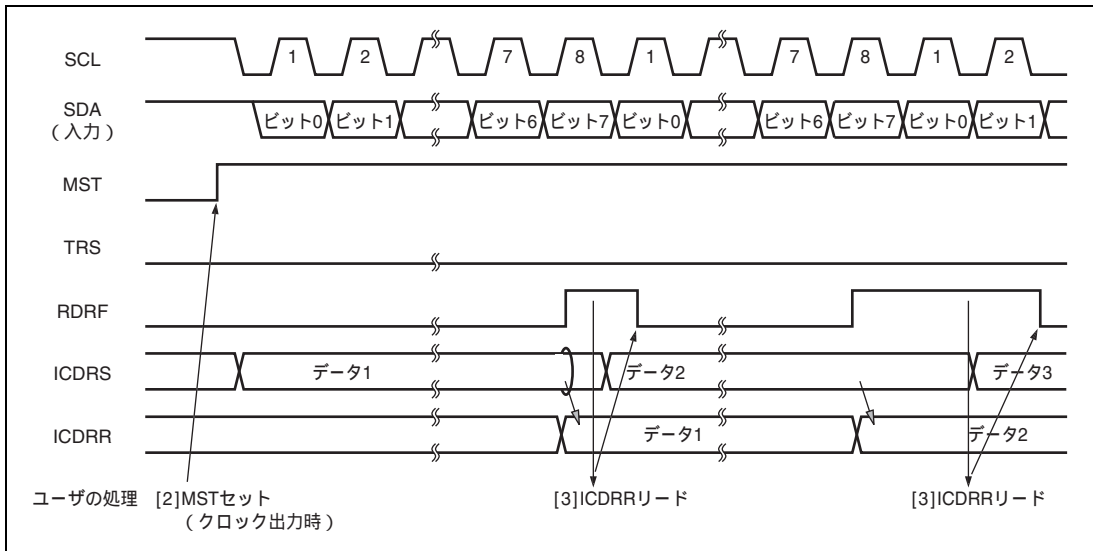 SCL 1 2 7 8 1 7 8 1 2
SDA
（入力） ビット0 ビット1 ビット6 ビット7 ビット0 ビット6 ビット7 ビット0 ビット1
MST
TRS
RDRF
ICDRS データ1 データ2 データ3
ICDRR データ1 データ2
ユーザの処理 [2]MSTセット [3]ICDRRリード [3]ICDRRリード
（クロック出力時）